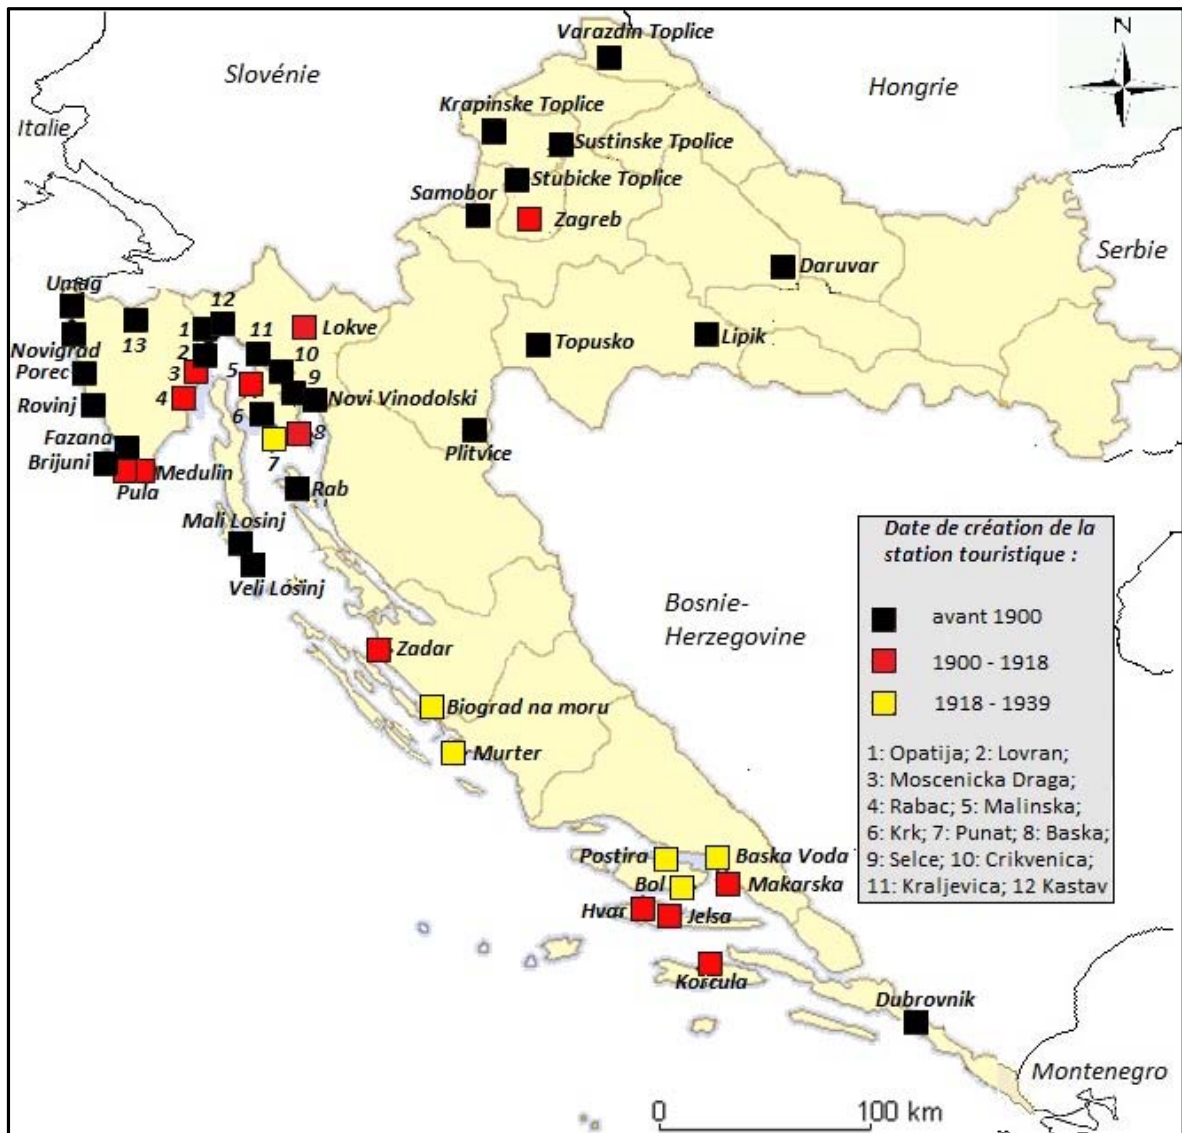 N
Varazdin Toplice
Slovénie
Hongrie
Krapinske Toplice
Italie
Sustinske Tpolice
Stubicke Toplice
Samobor
Zagreb
Serbie
Daruvar
Umag
12
1
11
Lokve
13
2
10
Topusko
Lipik
Novigrad
Porec
3
5
9
4
6
Novi Vinodolski
Rovinj
8
Fazana
7
Plitvice
Brijuni
Medulin
Pula
Rab
Mali Losinj
Veli Losinj
Date de création de la
station touristique :
avant 1900
1900 - 1918
1918 - 1939
1: Opatija; 2: Lovran;
3: Moscenicka Draga;
4: Rabac; 5: Malinska;
6: Krk; 7: Punat; 8: Baska;
9: Selce; 10: Crikvenica;
11: Kraljevica; 12 Kastav
Bosnie-
Herzegovine
Zadar
Biograd na moru
Murter
Postira
Baska Voda
Bol
Makarska
Hvar
Jelsa
Korcula
Dubrovnik
Montenegro
0
100 km